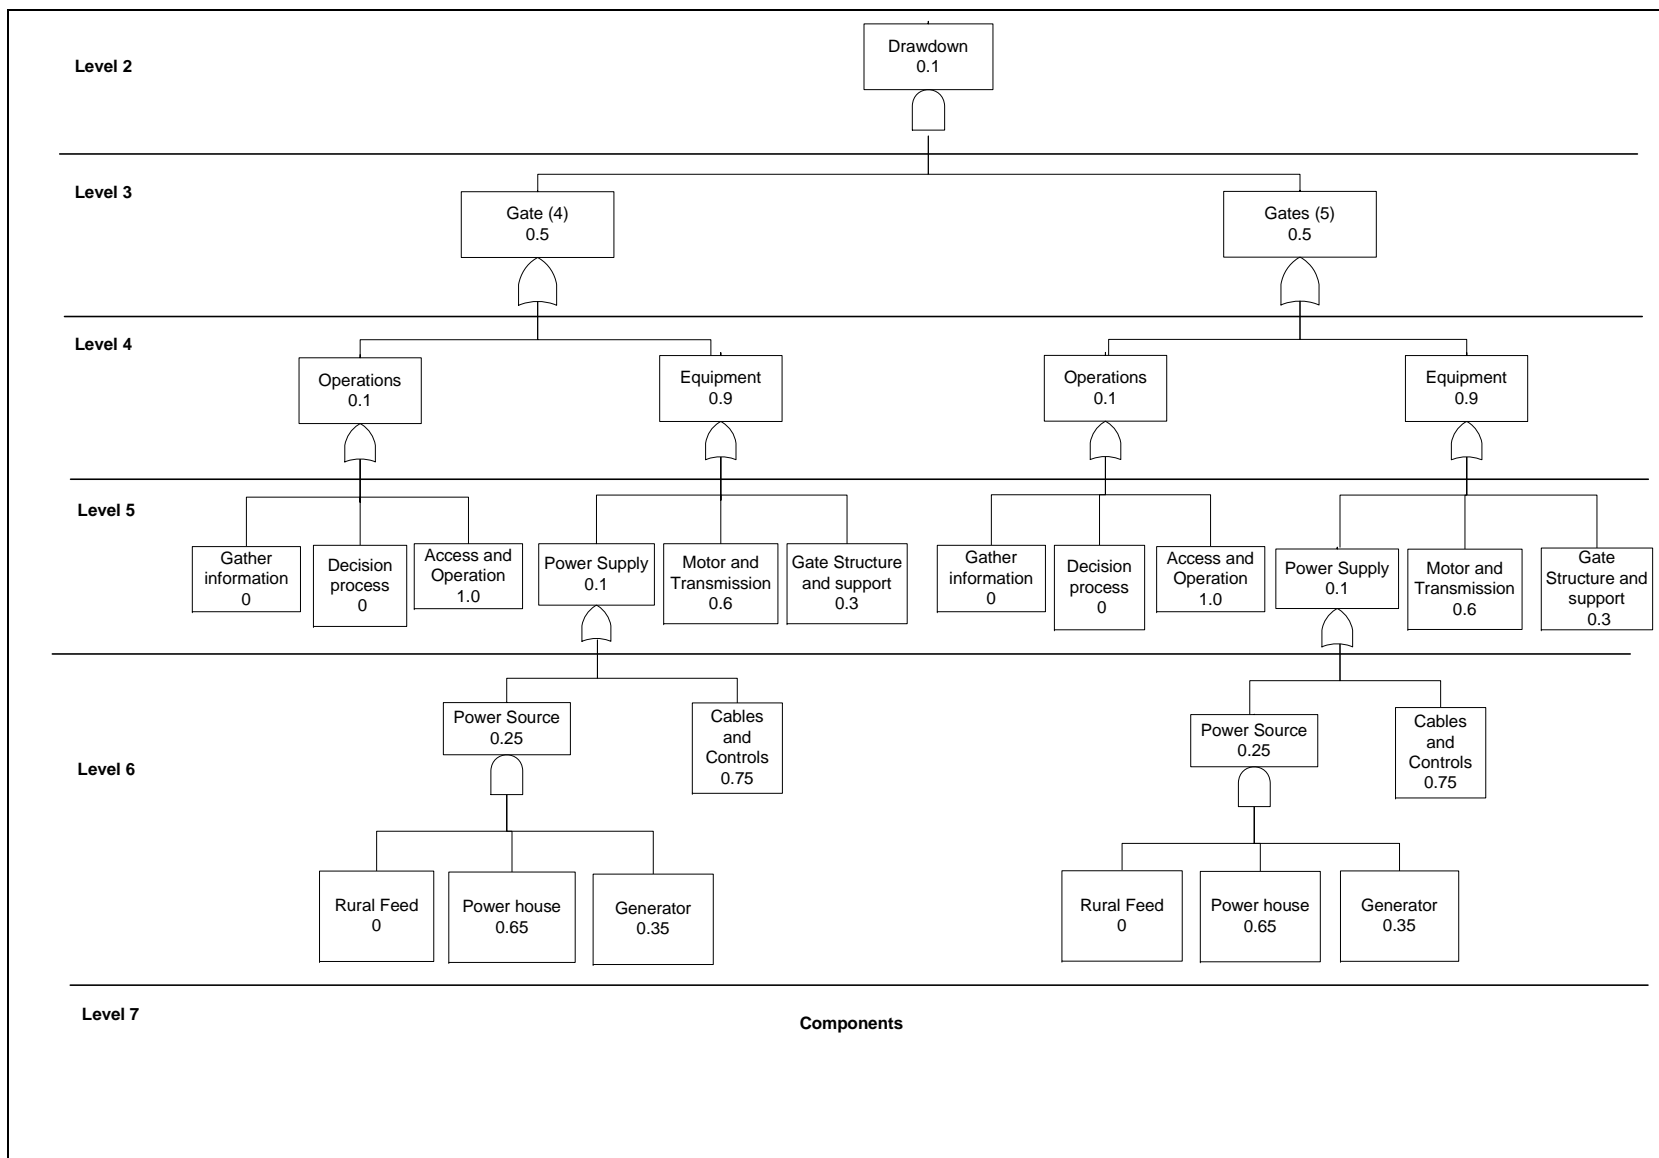 Level 2
Drawdown
0.1
Level 3
Gate (4)
0.5
Gates (5)
0.5
Level 4
Operations
0.1
Equipment
0.9
Operations
0.1
Equipment
0.9
Level 5
Gather
information
0
Decision
process
0
Access and
Operation
1.0
Power Supply
0.1
Motor and
Transmission
0.6
Gate Structure
and support
0.3
Gather
information
0
Decision
process
0
Access and
Operation
1.0
Power Supply
0.1
Motor and
Transmission
0.6
Gate
Structure and
support
0.3
Level 6
Power Source
0.25
Cables
and
Controls
0.75
Power Source
0.25
Cables
and
Controls
0.75
Rural Feed
0
Power house
0.65
Generator
0.35
Rural Feed
0
Power house
0.65
Generator
0.35
Level 7
Components